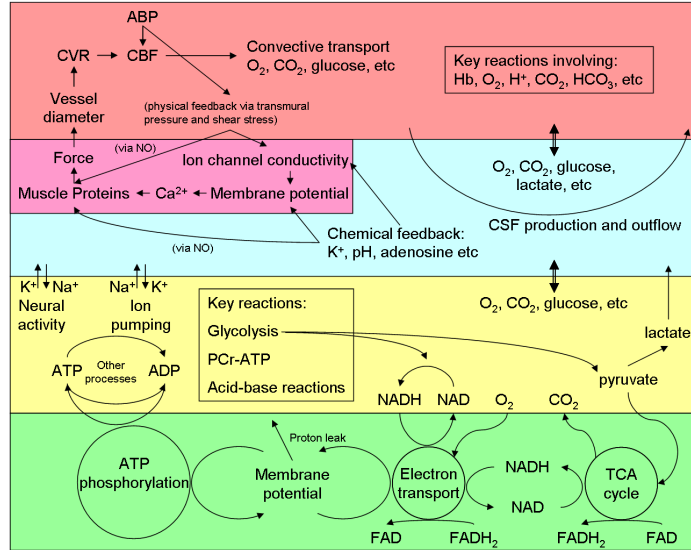 ABP
CVR
CBF
Convective transport
O₂, CO₂, glucose, etc
Key reactions involving:
Hb, O₂, H⁺, CO₂, HCO₃, etc
Vessel
diameter
(physical feedback via transmural
pressure and shear stress)
(via NO)
Force
Ion channel conductivity
Muscle Proteins
Ca²⁺
Membrane potential
O₂, CO₂, glucose,
lactate, etc
CSF production and outflow
(via NO)
Chemical feedback:
K⁺, pH, adenosine etc
K⁺ Na⁺
Neural
activity
Na⁺ K⁺
Ion
pumping
Key reactions:
Glycolysis
PCr-ATP
Acid-base reactions
O₂, CO₂, glucose, etc
lactate
pyruvate
ATP
Other
processes
ADP
NADH
NAD
O₂
CO₂
ATP
phosphorylation
Proton leak
Membrane
potential
Electron
transport
NADH
NAD
TCA
cycle
FAD
FADH₂
FADH₂
FAD